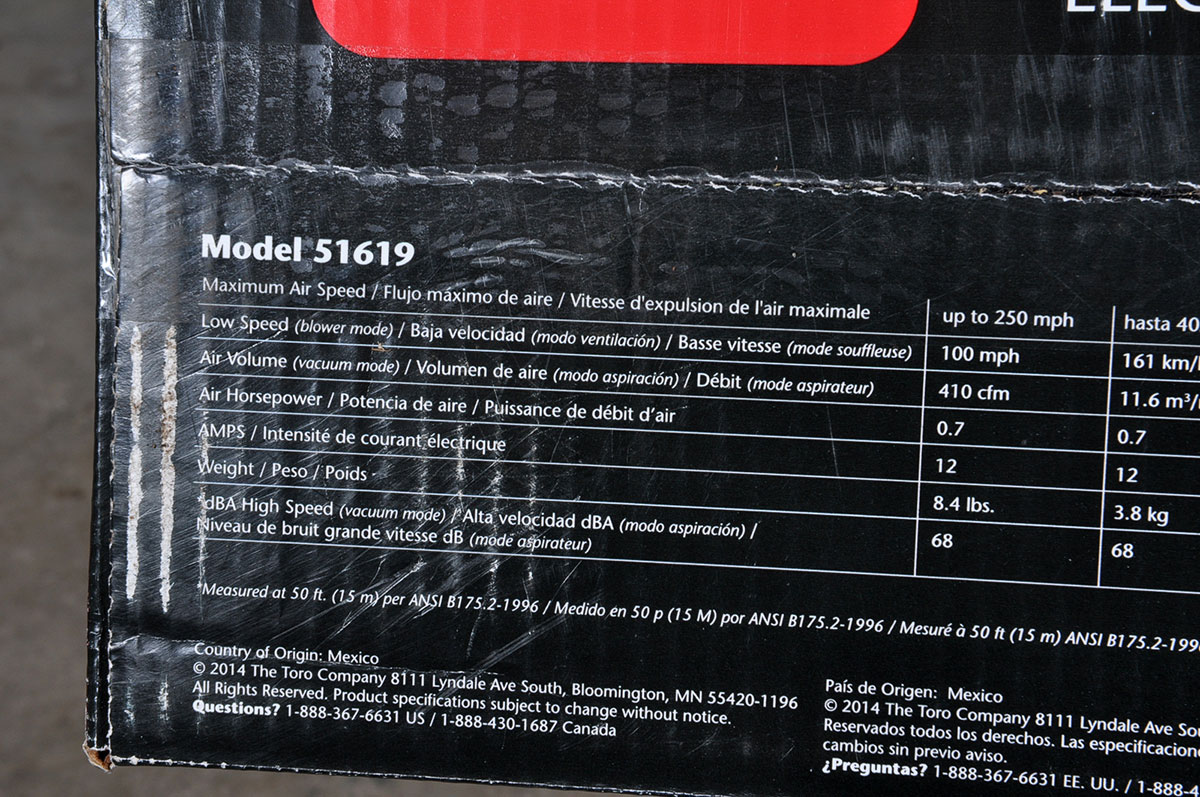 Model 51619
Maximum Air Speed / Flujo máximo de aire / Vitesse d'expulsion de l'air maximale up to 250 mph hasta 40
Low Speed (blower mode) / Baja velocidad (modo ventilación) / Basse vitesse (mode souffleuse) 100 mph 161 km/
Air Volume (vacuum mode) / Volumen de aire (modo aspiración) / Débit (mode aspirateur) 410 cfm 11.6 m³/
Air Horsepower / Potencia de aire / Puissance de débit d'air 0.7 0.7
AMPS / Intensité de courant électrique 12 12
Weight / Peso / Poids 8.4 lbs. 3.8 kg
*dBA High Speed (vacuum mode) / Alta velocidad dBA (modo aspiración) /
Niveau de bruit grande vitesse dB (mode aspirateur) 68 68
*Measured at 50 ft. (15 m) per ANSI B175.2-1996 / Medido en 50 p (15 M) por ANSI B175.2-1996 / Mesuré à 50 ft (15 m) ANSI B175.2-199
Country of Origin: Mexico
© 2014 The Toro Company 8111 Lyndale Ave South, Bloomington, MN 55420-1196
All Rights Reserved. Product specifications subject to change without notice.
Questions? 1-888-367-6631 US / 1-888-430-1687 Canada
País de Origen: Mexico
© 2014 The Toro Company 8111 Lyndale Ave Sou
Reservados todos los derechos. Las especificacione
cambios sin previo aviso.
¿Preguntas? 1-888-367-6631 EE. UU. / 1-888-4